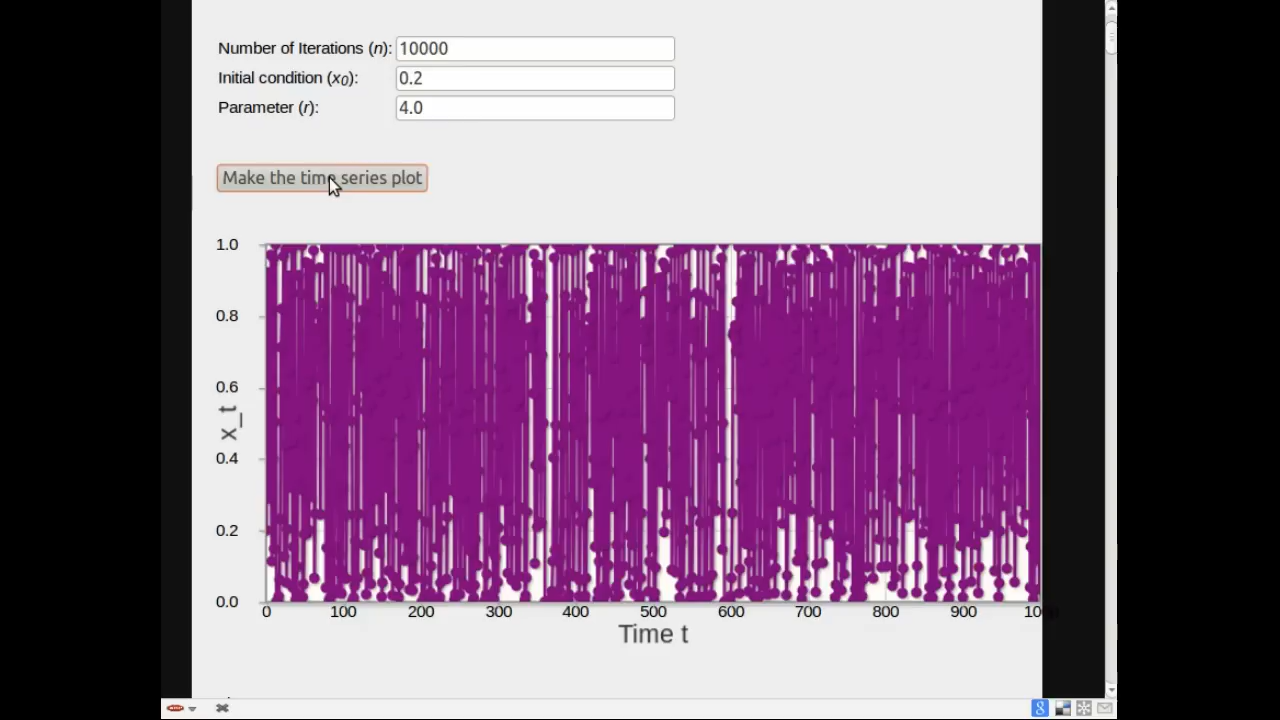 Number of Iterations (n): 10000
Initial condition (x0): 0.2
Parameter (r): 4.0
Make the time series plot
1.0
0.8
0.6
0.4
0.2
0.0
x_t
0 100 200 300 400 500 600 700 800 900
Time t